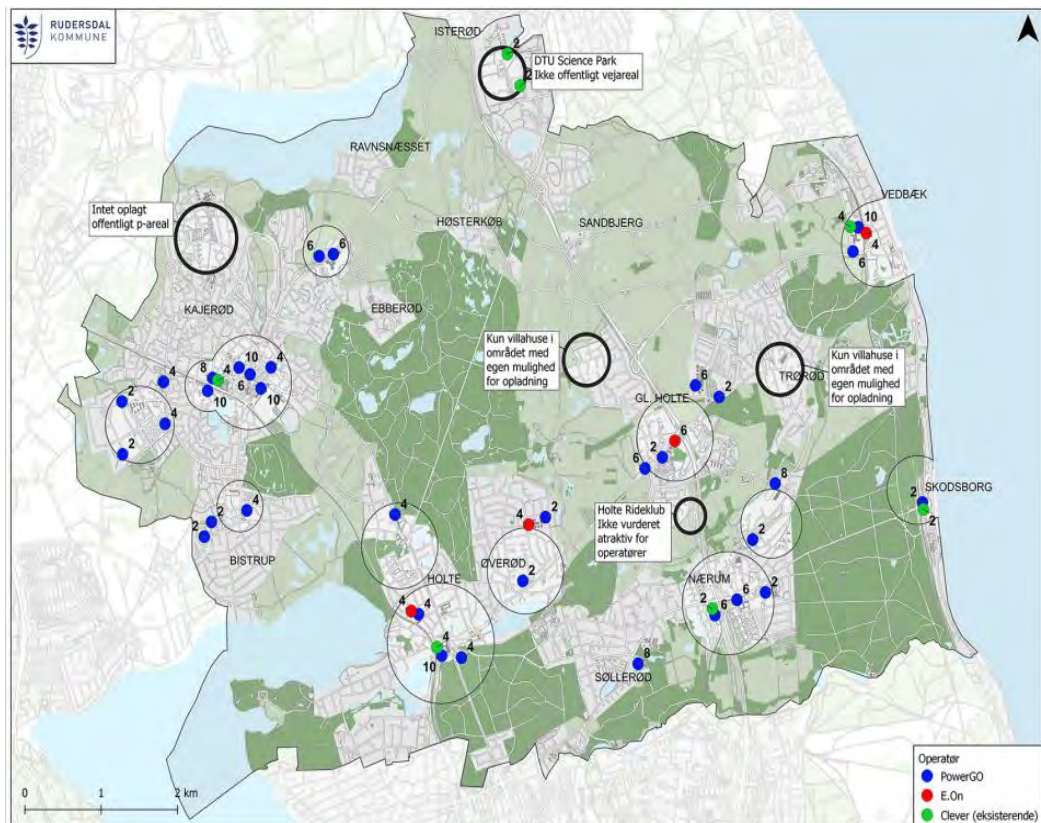 RUDERSDAL
KOMMUNE
ISTERØD
2
DTU Science Park
Ikke offentligt vejareal
2
RAVNSNÆSSET
VEDBÆK
Intet oplagt
offentligt p-areal
HØSTERKØB
SANDBJERG
4
10
4
6
6
6
KAJERØD
EBBERØD
Kun villahuse i
området med
egen mulighed
for opladning
Kun villahuse i
området med
egen mulighed
for opladning
TRØRØD
10
4
8
4
4
6
10
10
2
4
2
6
2
GL. HOLTE
6
2
6
8
SKODSBORG
2
2
4
2
2
BISTRUP
4
2
4
Holte Rideklub
Ikke vurderet
atraktiv for
operatører
2
ØVERØD
2
HOLTE
NÆRUM
2
6
6
2
4
4
4
10
4
8
SØLLERØD
Operatør
PowerGO
E.On
Clever (eksisterende)
0 1 2 km